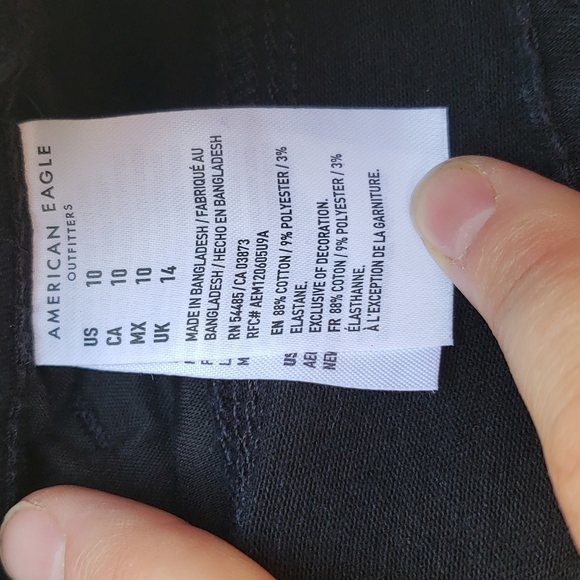 AMERICAN EAGLE
OUTFITTERS
US 10
CA 10
MX 10
UK 14
MADE IN BANGLADESH / FABRIQUÉ AU
BANGLADESH / HECHO EN BANGLADESH
RN 54485 / CA 03873
RFC# AEM120605U9A
EN 88% COTTON / 9% POLYESTER / 3%
ELASTANE.
EXCLUSIVE OF DECORATION.
FR 88% COTON / 9% POLYESTER / 3%
ÉLASTHANNE.
À L'EXCEPTION DE LA GARNITURE.